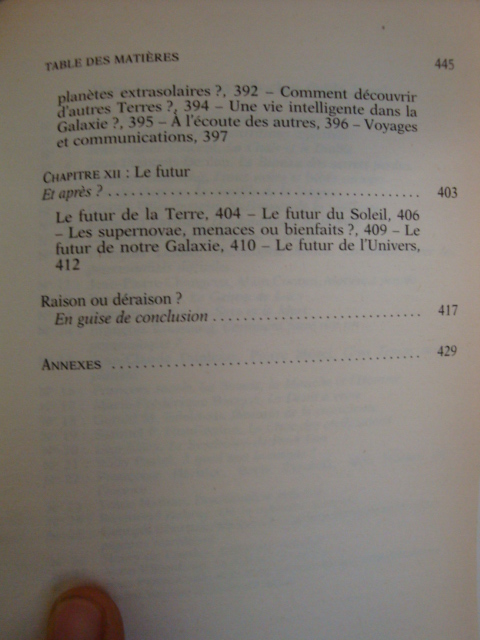 TABLE DES MATIÈRES 445
planètes extrasolaires ?, 392 – Comment découvrir
d'autres Terres ?, 394 – Une vie intelligente dans la
Galaxie ?, 395 – À l'écoute des autres, 396 – Voyages
et communications, 397
CHAPITRE XII : Le futur
Et après ? ........................................ 403
Le futur de la Terre, 404 – Le futur du Soleil, 406
– Les supernovae, menaces ou bienfaits ?, 409 – Le
futur de notre Galaxie, 410 – Le futur de l'Univers,
412
Raison ou déraison ?
En guise de conclusion ........................... 417
ANNEXES ........................................ 429